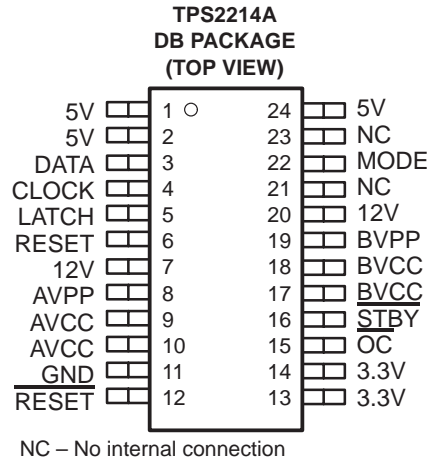 TPS2214A
DB PACKAGE
(TOP VIEW)
5V 1 24 5V
5V 2 23 NC
DATA 3 22 MODE
CLOCK 4 21 NC
LATCH 5 20 12V
RESET 6 19 BVPP
12V 7 18 BVCC
AVPP 8 17 BVCC
AVCC 9 16 STBY
AVCC 10 15 OC
GND 11 14 3.3V
RESET 12 13 3.3V
NC – No internal connection